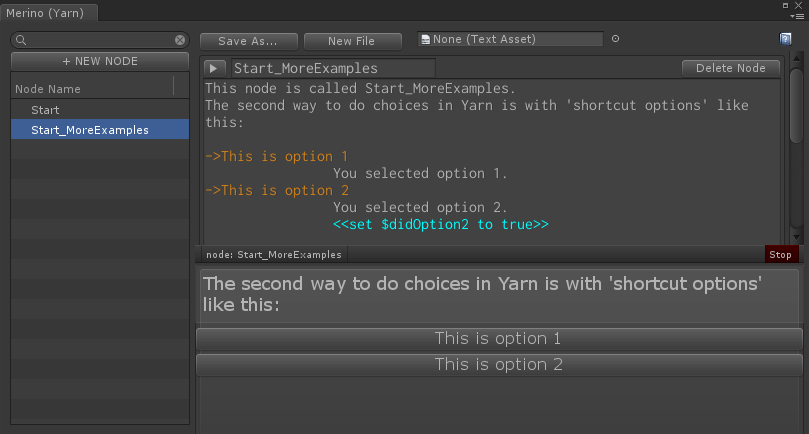 Merino (Yarn)
+ NEW NODE
Node Name
Start
Start_MoreExamples
Save As...
New File
None (Text Asset)
Start_MoreExamples
Delete Node
This node is called Start_MoreExamples.
The second way to do choices in Yarn is with 'shortcut options' like
this:
->This is option 1
You selected option 1.
->This is option 2
You selected option 2.
<<set $didOption2 to true>>
node: Start_MoreExamples
Stop
The second way to do choices in Yarn is with 'shortcut options'
like this:
This is option 1
This is option 2